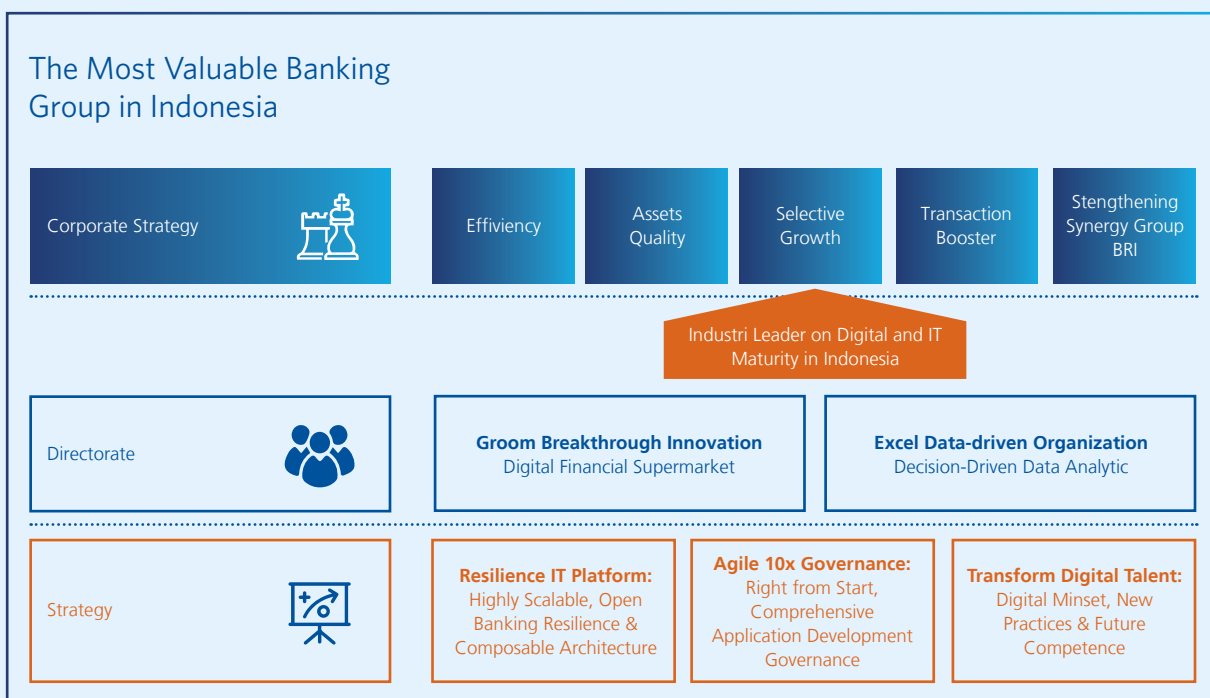 The Most Valuable Banking
Group in Indonesia
Corporate Strategy
Effiviency
Assets
Quality
Selective
Growth
Transaction
Booster
Stengthening
Synergy Group
BRI
Industri Leader on Digital and IT
Maturity in Indonesia
Directorate
Groom Breakthrough Innovation
Digital Financial Supermarket
Excel Data-driven Organization
Decision-Driven Data Analytic
Strategy
Resilience IT Platform:
Highly Scalable, Open
Banking Resilience &
Composable Architecture
Agile 10x Governance:
Right from Start,
Comprehensive
Application Development
Governance
Transform Digital Talent:
Digital Minset, New
Practices & Future
Competence